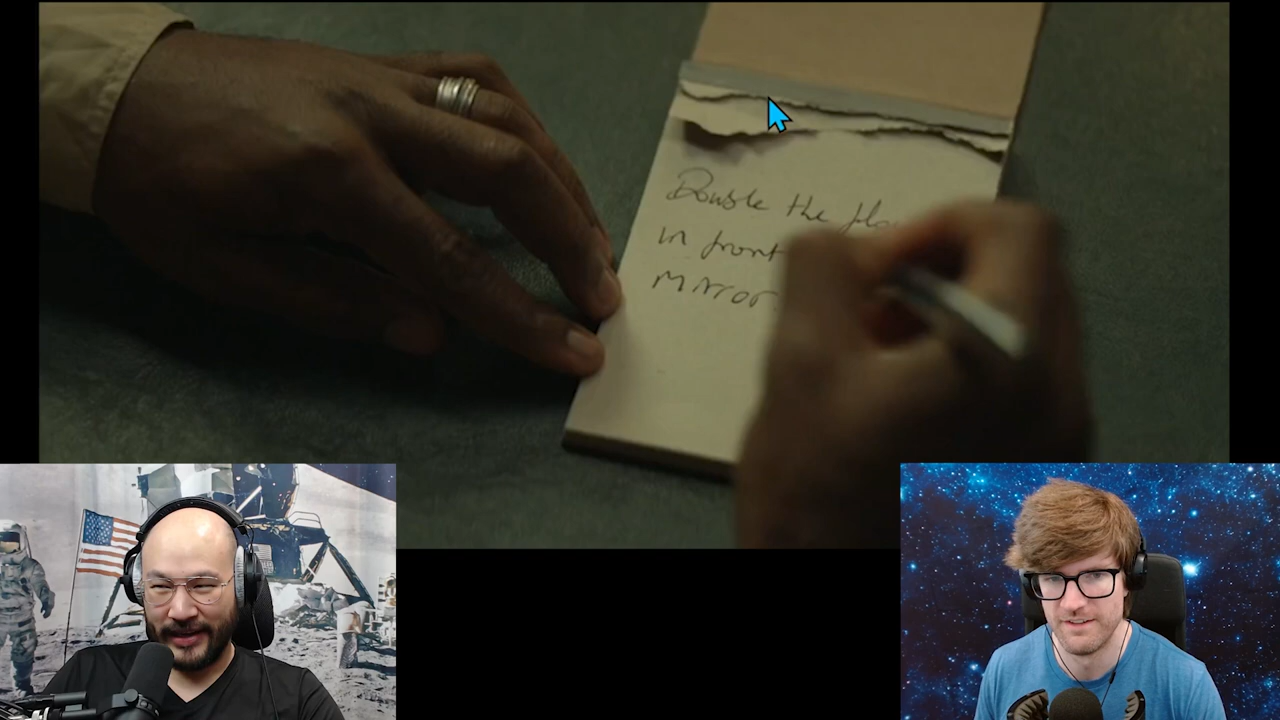 Double the
in front
mirror